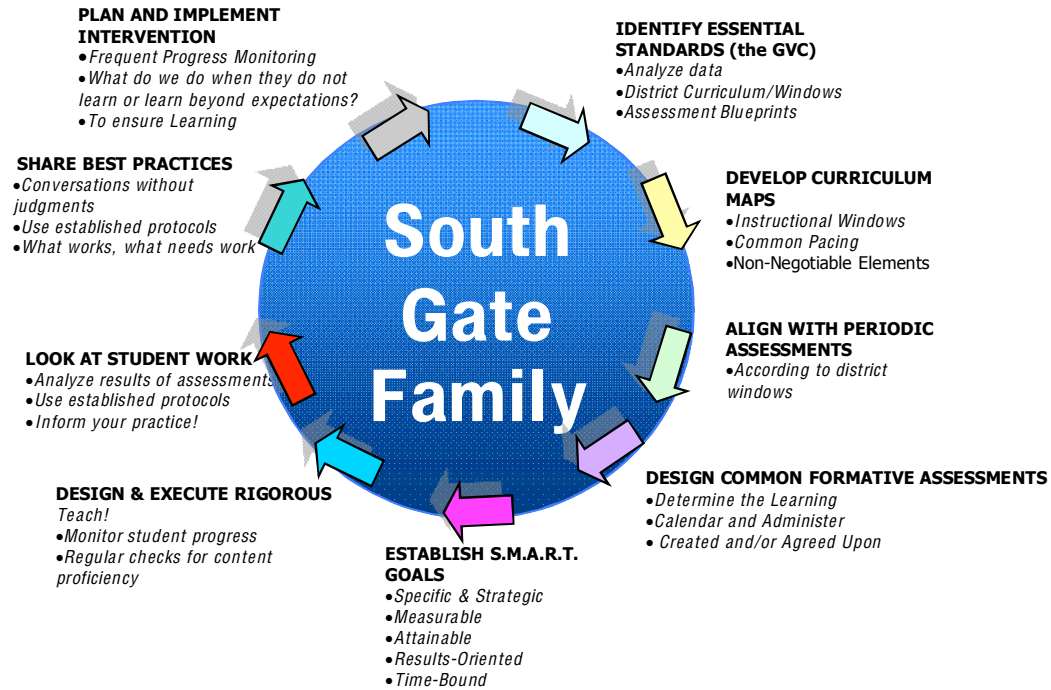 PLAN AND IMPLEMENT
INTERVENTION
•Frequent Progress Monitoring
•What do we do when they do not
learn or learn beyond expectations?
•To ensure Learning
IDENTIFY ESSENTIAL
STANDARDS (the GVC)
•Analyze data
•District Curriculum/Windows
•Assessment Blueprints
SHARE BEST PRACTICES
•Conversations without
judgments
•Use established protocols
•What works, what needs work
DEVELOP CURRICULUM
MAPS
•Instructional Windows
•Common Pacing
•Non-Negotiable Elements
South
Gate
Family
ALIGN WITH PERIODIC
ASSESSMENTS
•According to district
windows
LOOK AT STUDENT WORK
•Analyze results of assessments
•Use established protocols
•Inform your practice!
DESIGN COMMON FORMATIVE ASSESSMENTS
•Determine the Learning
•Calendar and Administer
• Created and/or Agreed Upon
DESIGN & EXECUTE RIGOROUS
Teach!
•Monitor student progress
•Regular checks for content
proficiency
ESTABLISH S.M.A.R.T.
GOALS
•Specific & Strategic
•Measurable
•Attainable
•Results-Oriented
•Time-Bound